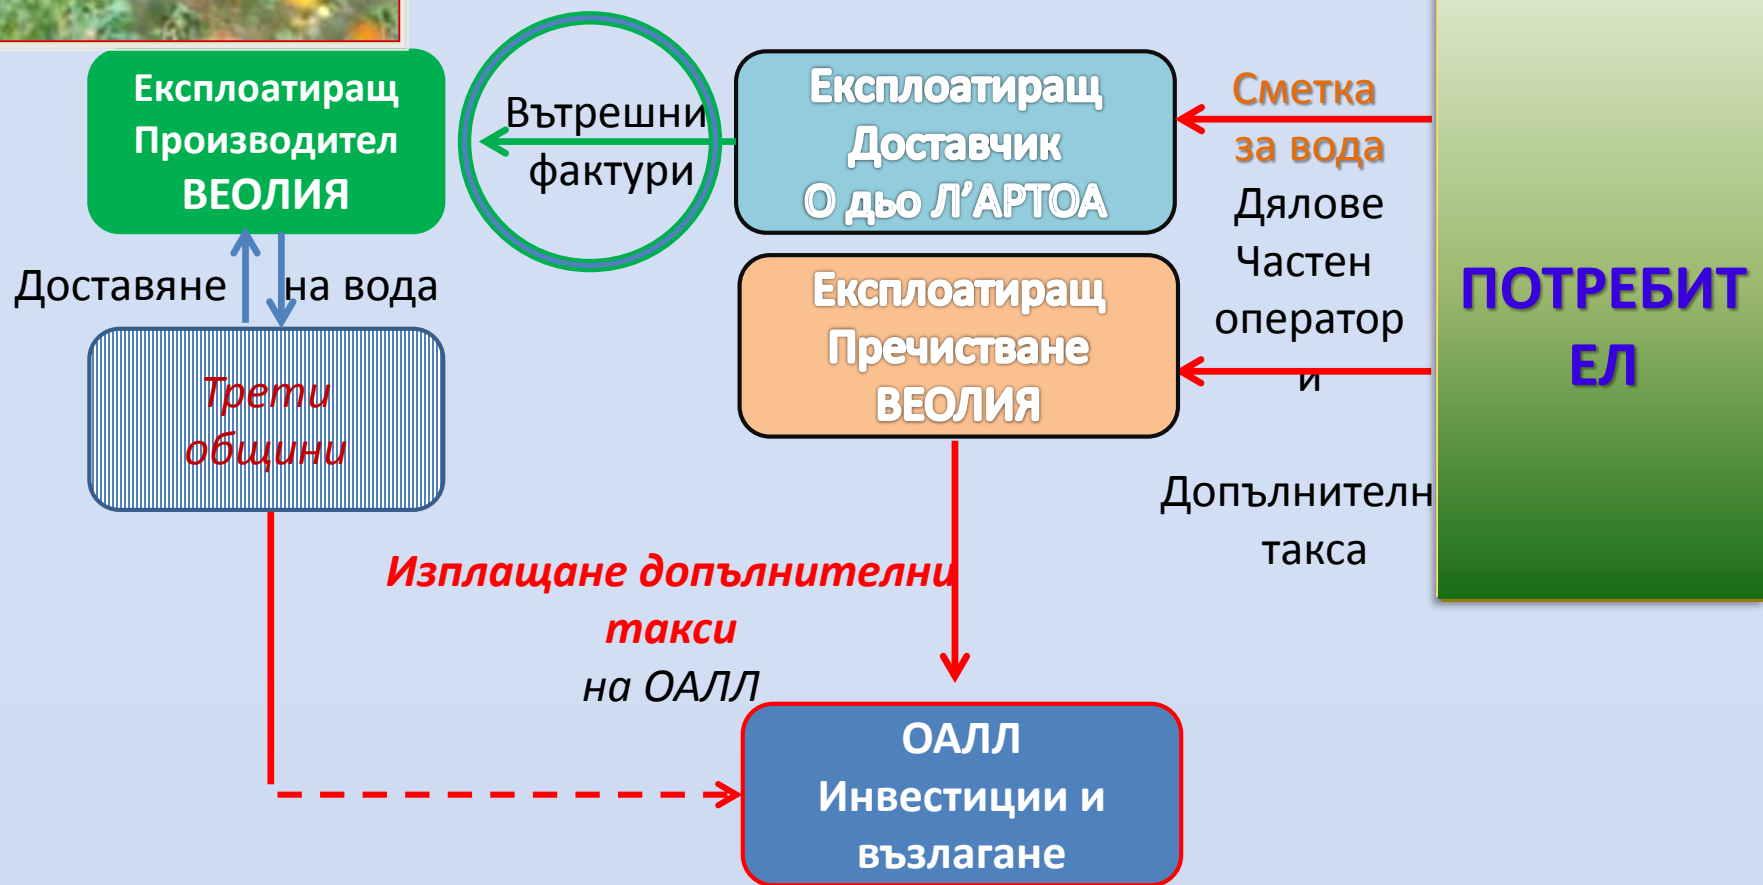 Експлоатиращ
Производител
ВЕОЛИЯ
Вътрешни
фактури
Експлоатиращ
Доставчик
О дьо Л’АРТОА
Сметка
за вода
Дялове
Частен
оператор
и
Допълнителн
такса
ПОТРЕБИТ
ЕЛ
Доставяне на вода
Експлоатиращ
Пречистване
ВЕОЛИЯ
Трети
общини
Изплащане допълнителни
такси
на ОАЛЛ
ОАЛЛ
Инвестиции и
възлагане